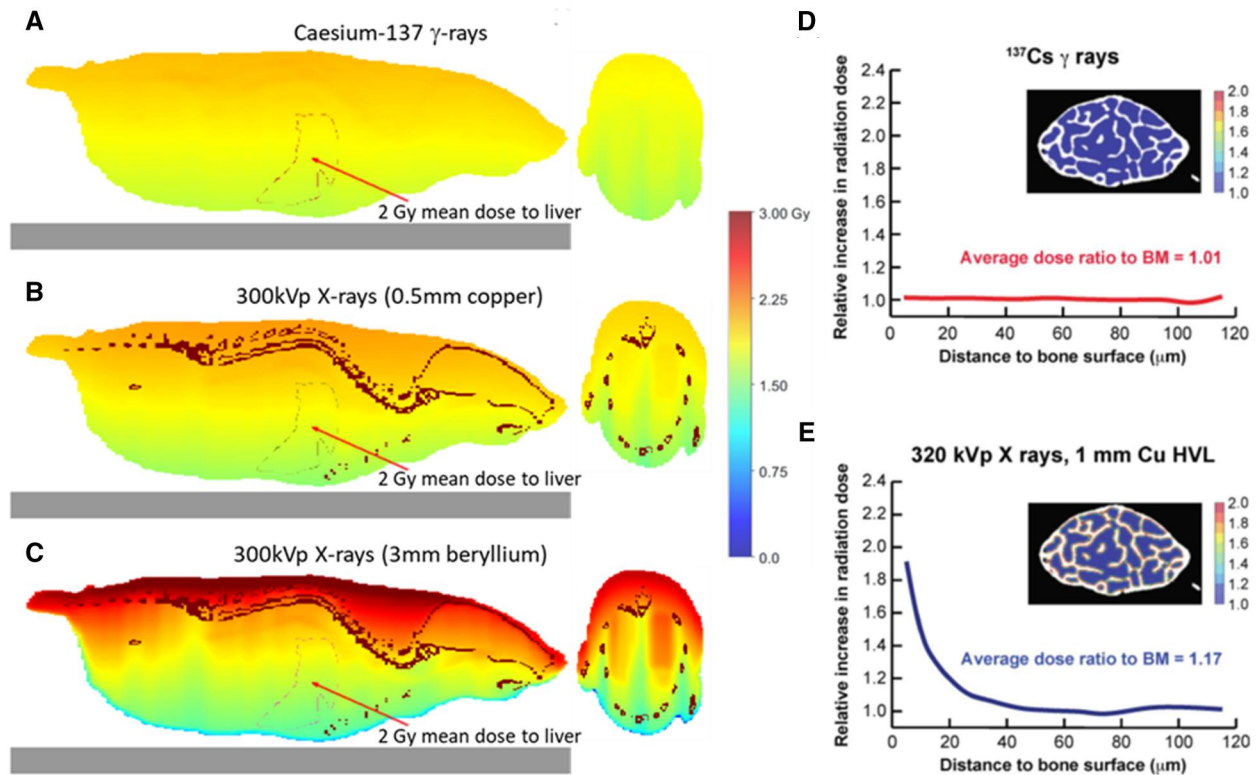 A
Caesium-137 γ-rays
2 Gy mean dose to liver
B
300kVp X-rays (0.5mm copper)
2 Gy mean dose to liver
C
300kVp X-rays (3mm beryllium)
2 Gy mean dose to liver
3.00 Gy
2.25
1.50
0.75
0.0
D
¹³⁷Cs γ rays
Relative increase in radiation dose
2.4
2.2
2.0
1.8
1.6
1.4
1.2
1.0
2.0
1.8
1.6
1.4
1.2
1.0
Average dose ratio to BM = 1.01
0 20 40 60 80 100 120
Distance to bone surface (μm)
E
320 kVp X rays, 1 mm Cu HVL
Relative increase in radiation dose
2.4
2.2
2.0
1.8
1.6
1.4
1.2
1.0
2.0
1.8
1.6
1.4
1.2
1.0
Average dose ratio to BM = 1.17
0 20 40 60 80 100 120
Distance to bone surface (μm)